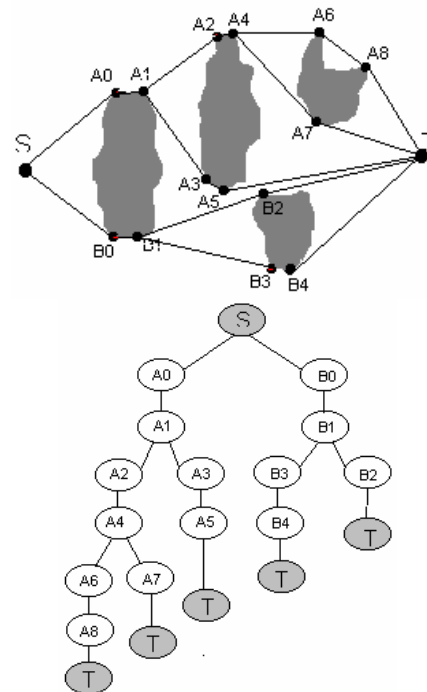 A2 A4 A6
A0 A1 A8
S A7 T
A3
A5 B2
B0 B1
B3 B4
S
A0 B0
A1 B1
A2 A3 B3 B2
A4 A5 B4 T
A6 A7 T
A8 T T
T